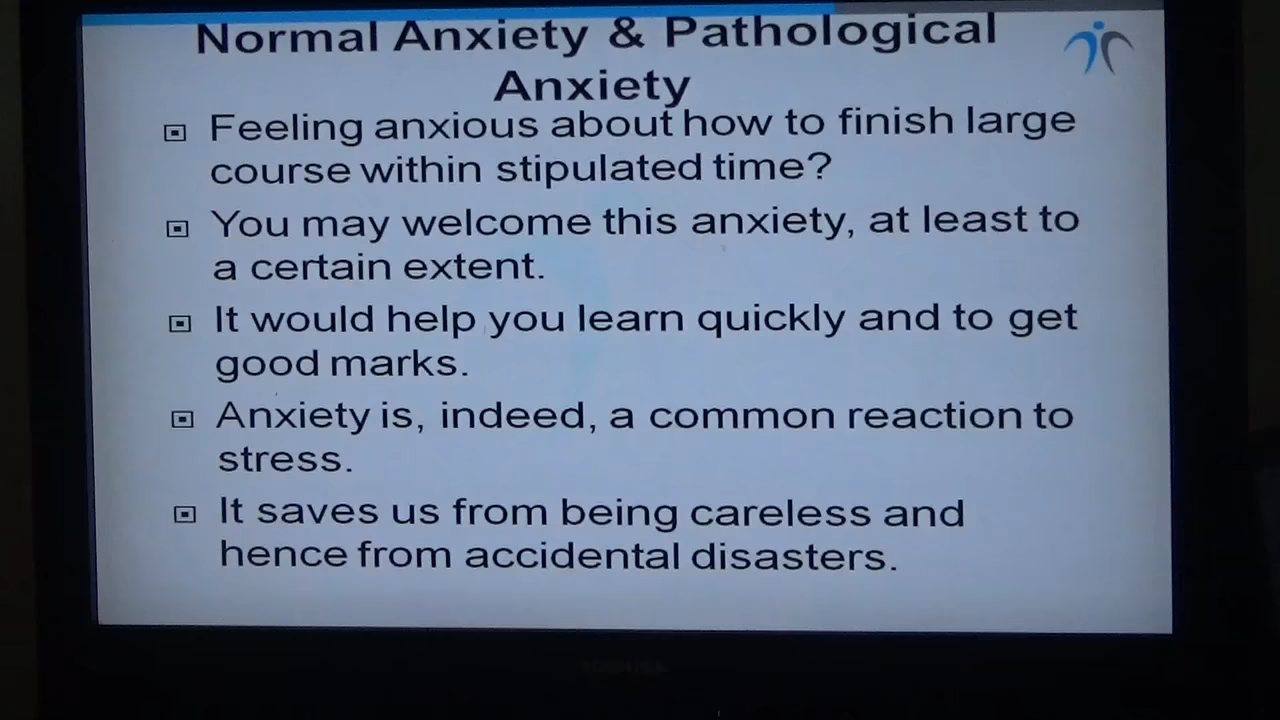 Normal Anxiety & Pathological
Anxiety
Feeling anxious about how to finish large
course within stipulated time?
You may welcome this anxiety, at least to
a certain extent.
It would help you learn quickly and to get
good marks.
Anxiety is, indeed, a common reaction to
stress.
It saves us from being careless and
hence from accidental disasters.
TOSHIBA